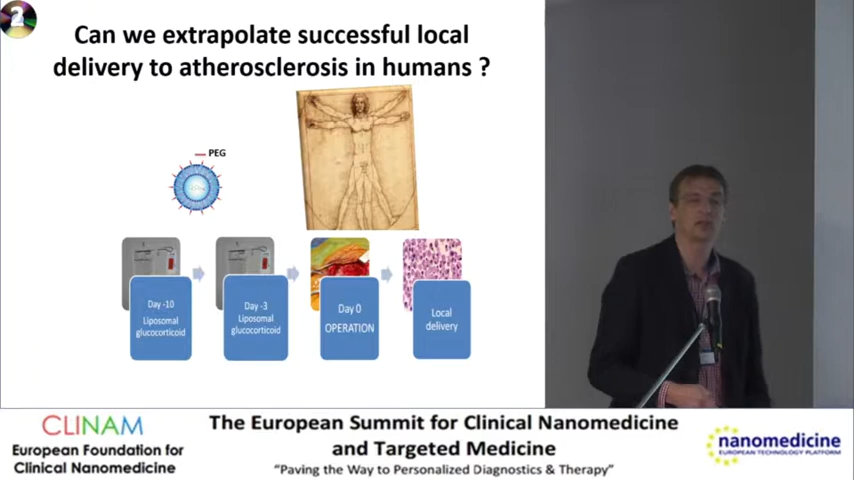 2
Can we extrapolate successful local
delivery to atherosclerosis in humans ?
PEG
Day -10
Liposomal
glucocorticoid
Day -3
Liposomal
glucocorticoid
Day 0
OPERATION
Local
delivery
CLINAM
European Foundation for
Clinical Nanomedicine
The European Summit for Clinical Nanomedicine
and Targeted Medicine
"Paving the Way to Personalized Diagnostics & Therapy"
nanomedicine
EUROPEAN TECHNOLOGY PLATFORM